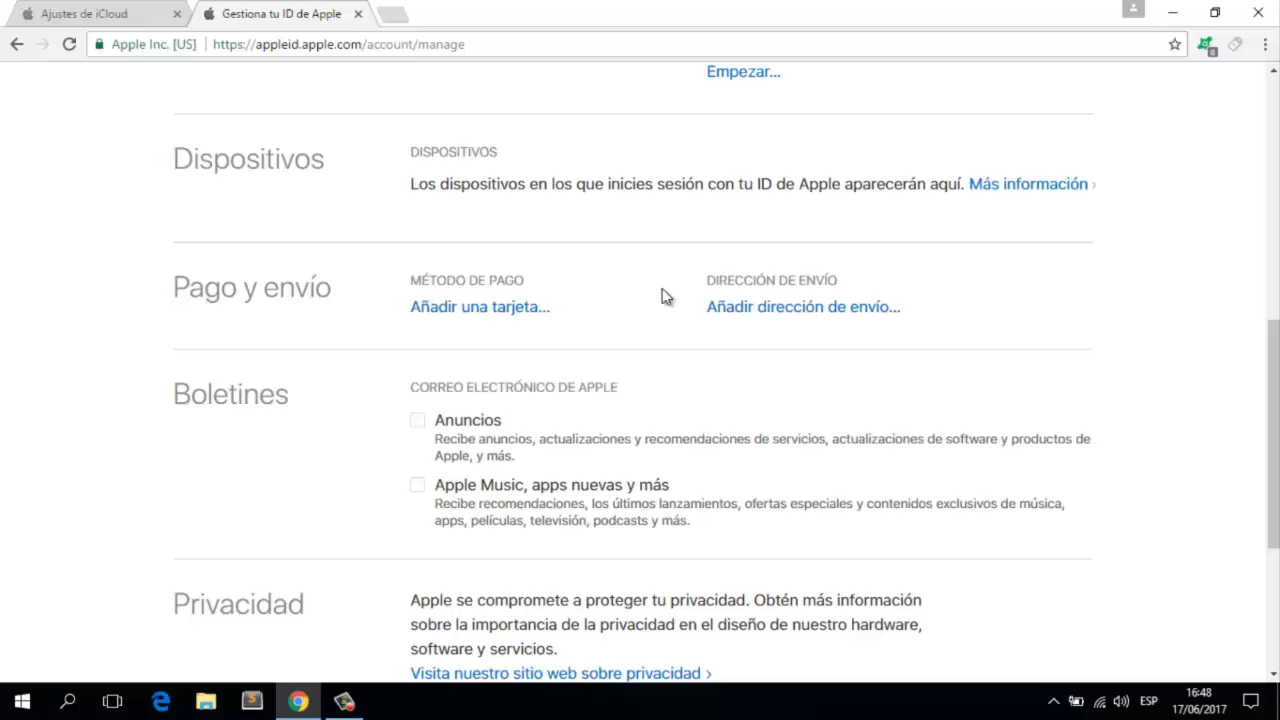 Ajustes de iCloud
Gestiona tu ID de Apple
Apple Inc. [US]
https://appleid.apple.com/account/manage
0
Empezar...
Dispositivos
DISPOSITIVOS
Los dispositivos en los que inicies sesión con tu ID de Apple aparecerán aquí. Más información ›
Pago y envío
MÉTODO DE PAGO
DIRECCIÓN DE ENVÍO
Añadir una tarjeta...
Añadir dirección de envío...
Boletines
CORREO ELECTRÓNICO DE APPLE
Anuncios
Recibe anuncios, actualizaciones y recomendaciones de servicios, actualizaciones de software y productos de
Apple, y más.
Apple Music, apps nuevas y más
Recibe recomendaciones, los últimos lanzamientos, ofertas especiales y contenidos exclusivos de música,
apps, películas, televisión, podcasts y más.
Privacidad
Apple se compromete a proteger tu privacidad. Obtén más información
sobre la importancia de la privacidad en el diseño de nuestro hardware,
software y servicios.
Visita nuestro sitio web sobre privacidad ›
ESP
16:48
17/06/2017